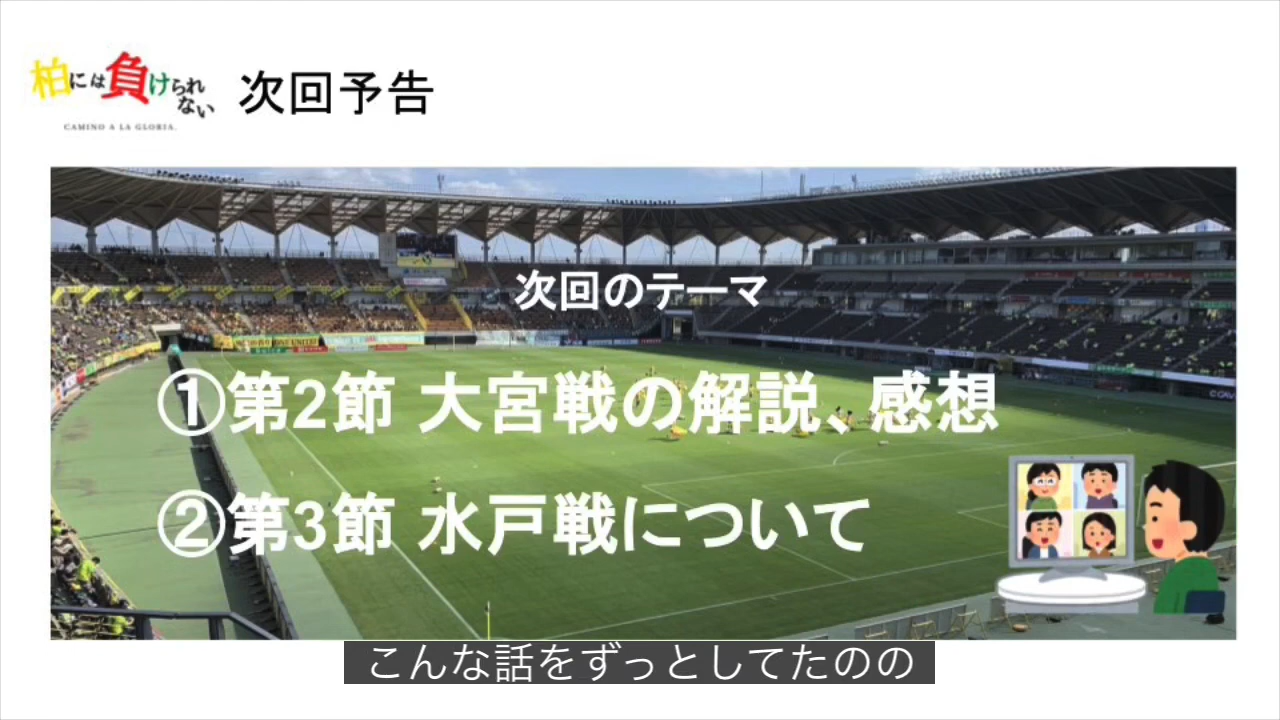 柏には負けられない
CAMINO A LA GLORIA.
次回予告
次回のテーマ
①第2節 大宮戦の解説、感想
②第3節 水戸戦について
こんな話をずっとしてたのの